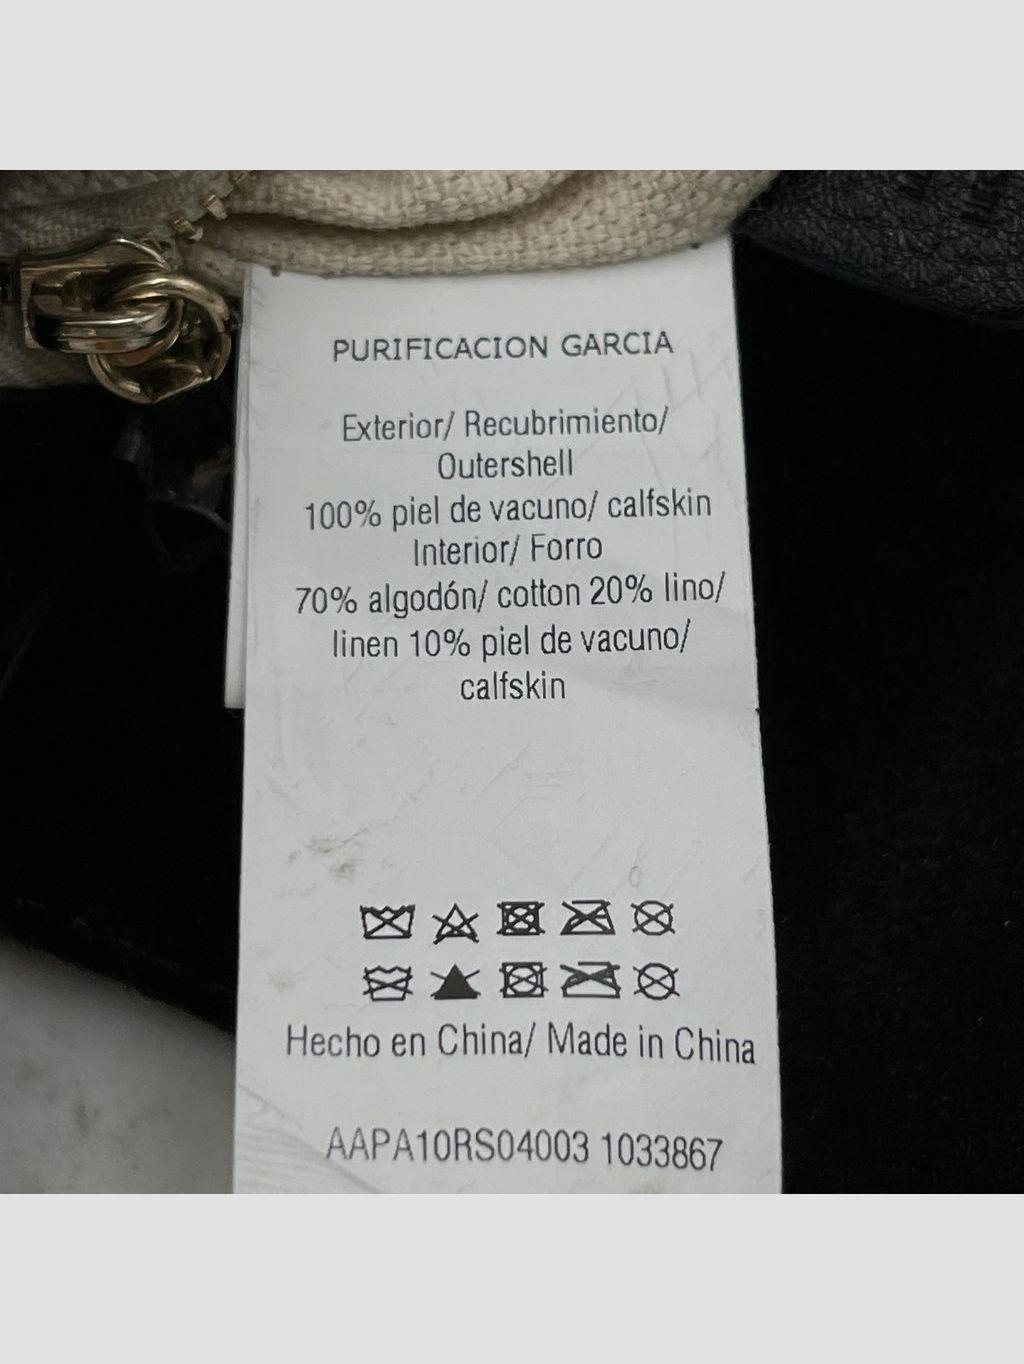 PURIFICACION GARCIA
Exterior/ Recubrimiento/
Outershell
100% piel de vacuno/ calfskin
Interior/ Forro
70% algodón/ cotton 20% lino/
linen 10% piel de vacuno/
calfskin
Hecho en China/ Made in China
AAPA10RS04003 1033867